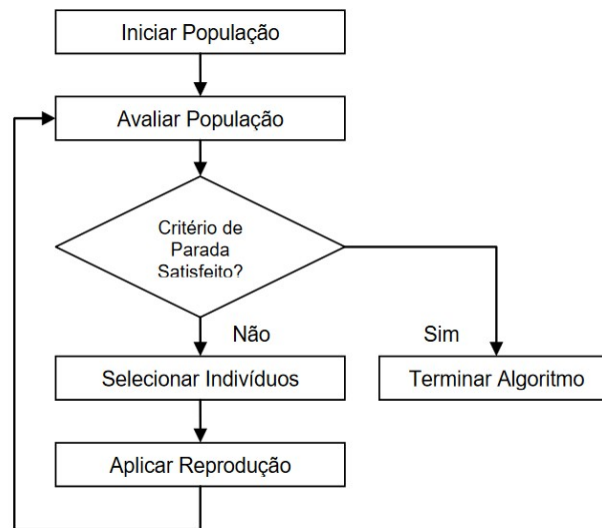 Iniciar População
Avaliar População
Critério de
Parada
Satisfeito?
Não
Sim
Selecionar Indivíduos
Terminar Algoritmo
Aplicar Reprodução